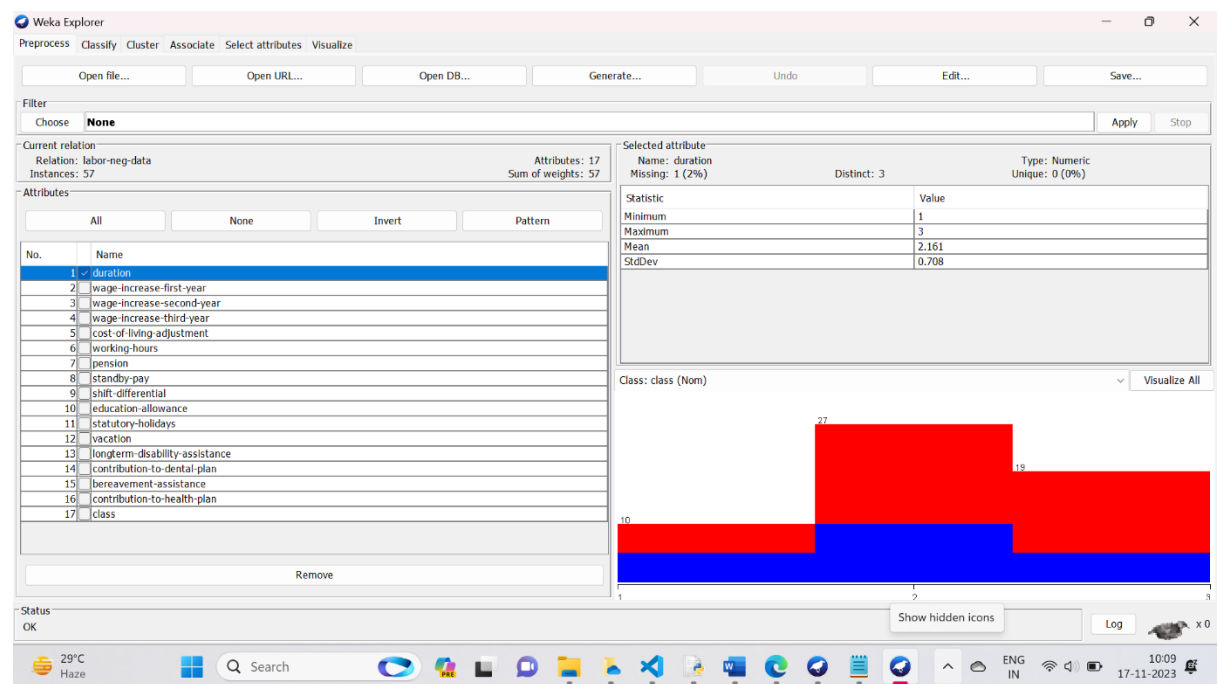 Weka Explorer
Preprocess Classify Cluster Associate Select attributes Visualize
Open file... Open URL... Open DB... Generate... Undo Edit... Save...
Filter
Choose None Apply Stop
Current relation
Relation: labor-neg-data Attributes: 17
Instances: 57 Sum of weights: 57
Attributes
All None Invert Pattern
No. Name
1 duration
2 wage-increase-first-year
3 wage-increase-second-year
4 wage-increase-third-year
5 cost-of-living-adjustment
6 working-hours
7 pension
8 standby-pay
9 shift-differential
10 education-allowance
11 statutory-holidays
12 vacation
13 longterm-disability-assistance
14 contribution-to-dental-plan
15 bereavement-assistance
16 contribution-to-health-plan
17 class
Remove
Selected attribute
Name: duration Type: Numeric
Missing: 1 (2%) Distinct: 3 Unique: 0 (0%)
Statistic Value
Minimum 1
Maximum 3
Mean 2.161
StdDev 0.708
Class: class (Nom) Visualize All
27
19
10
1 2 3
Status
OK
Show hidden icons
Log x 0
29°C
Haze
Search
PRE
ENG
IN
10:09
17-11-2023